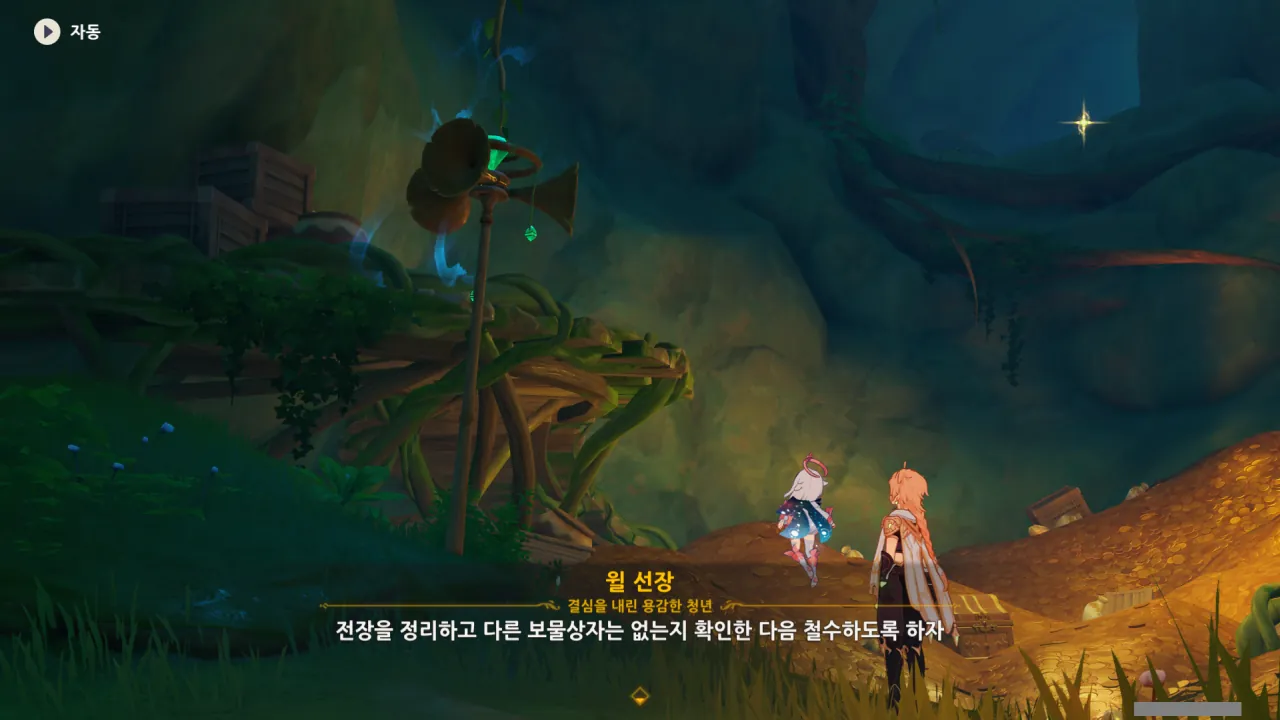 자동
윌 선장
결심을 내린 용감한 청년
전장을 정리하고 다른 보물상자는 없는지 확인한 다음 철수하도록 하자